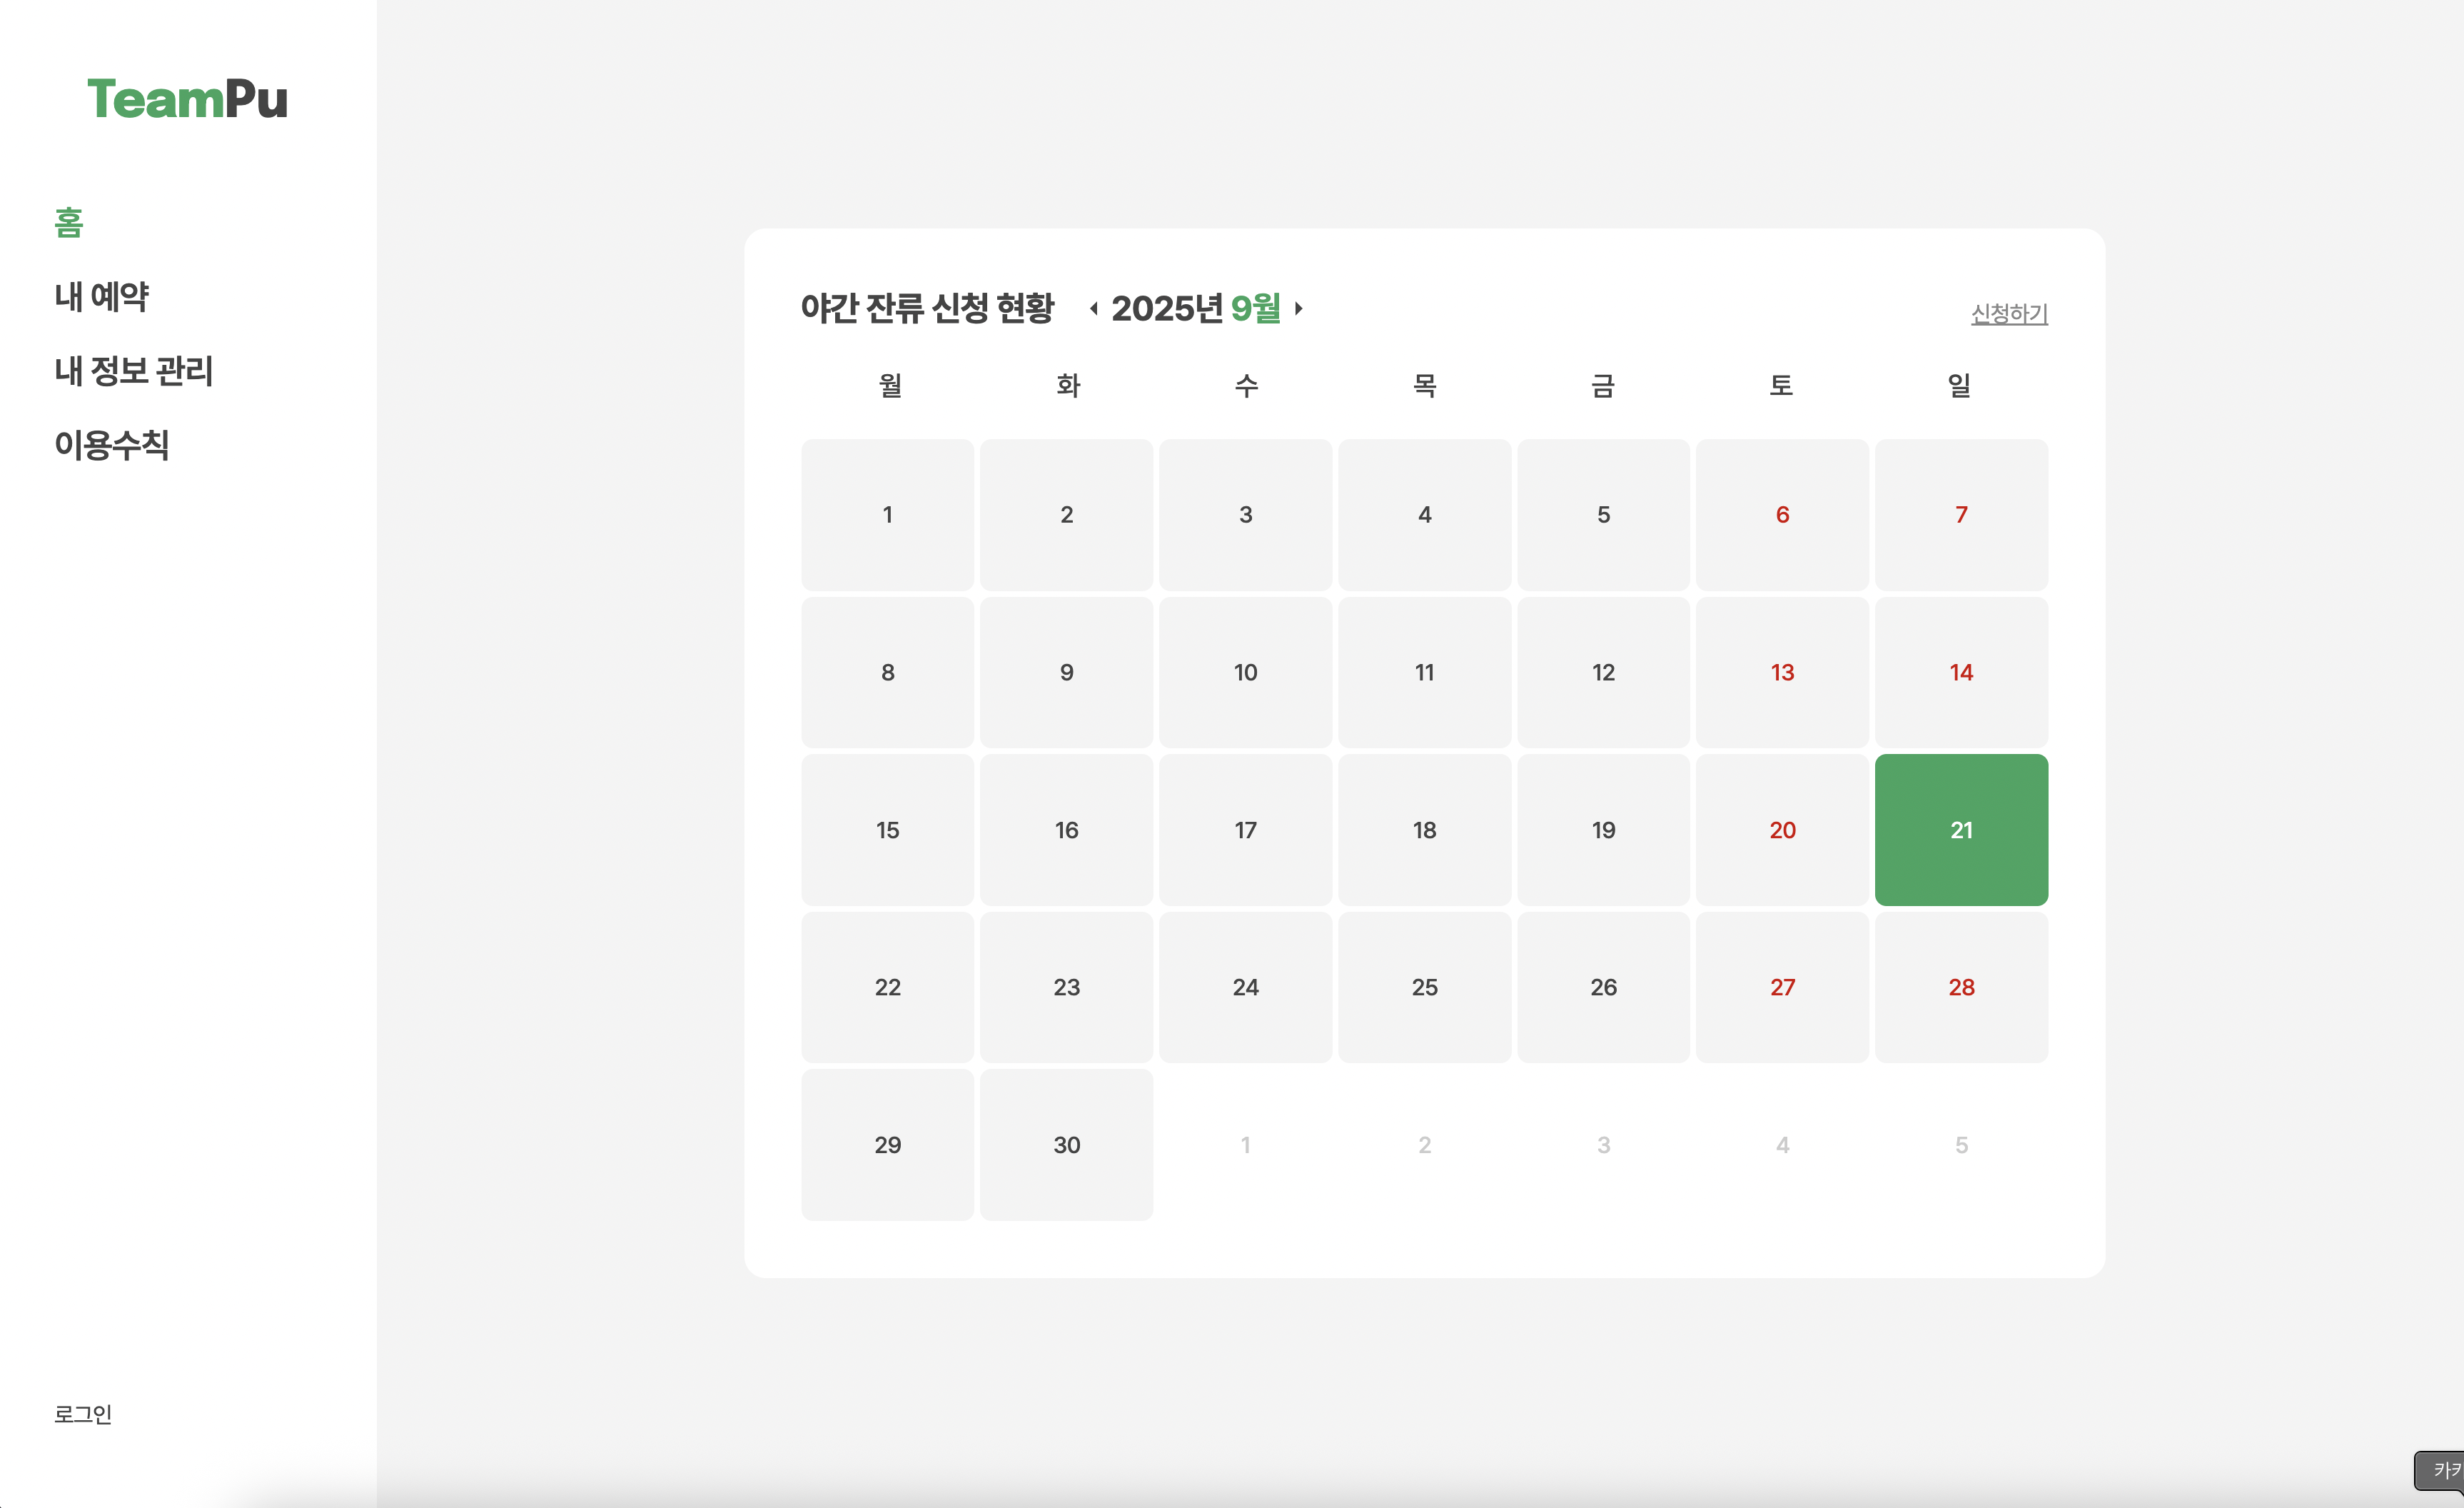 TeamPu
홈
내 예약
내 정보 관리
이용수칙
로그인
야간 잔류 신청 현황 2025년 9월 신청하기
월 화 수 목 금 토 일
1 2 3 4 5 6 7
8 9 10 11 12 13 14
15 16 17 18 19 20 21
22 23 24 25 26 27 28
29 30 1 2 3 4 5